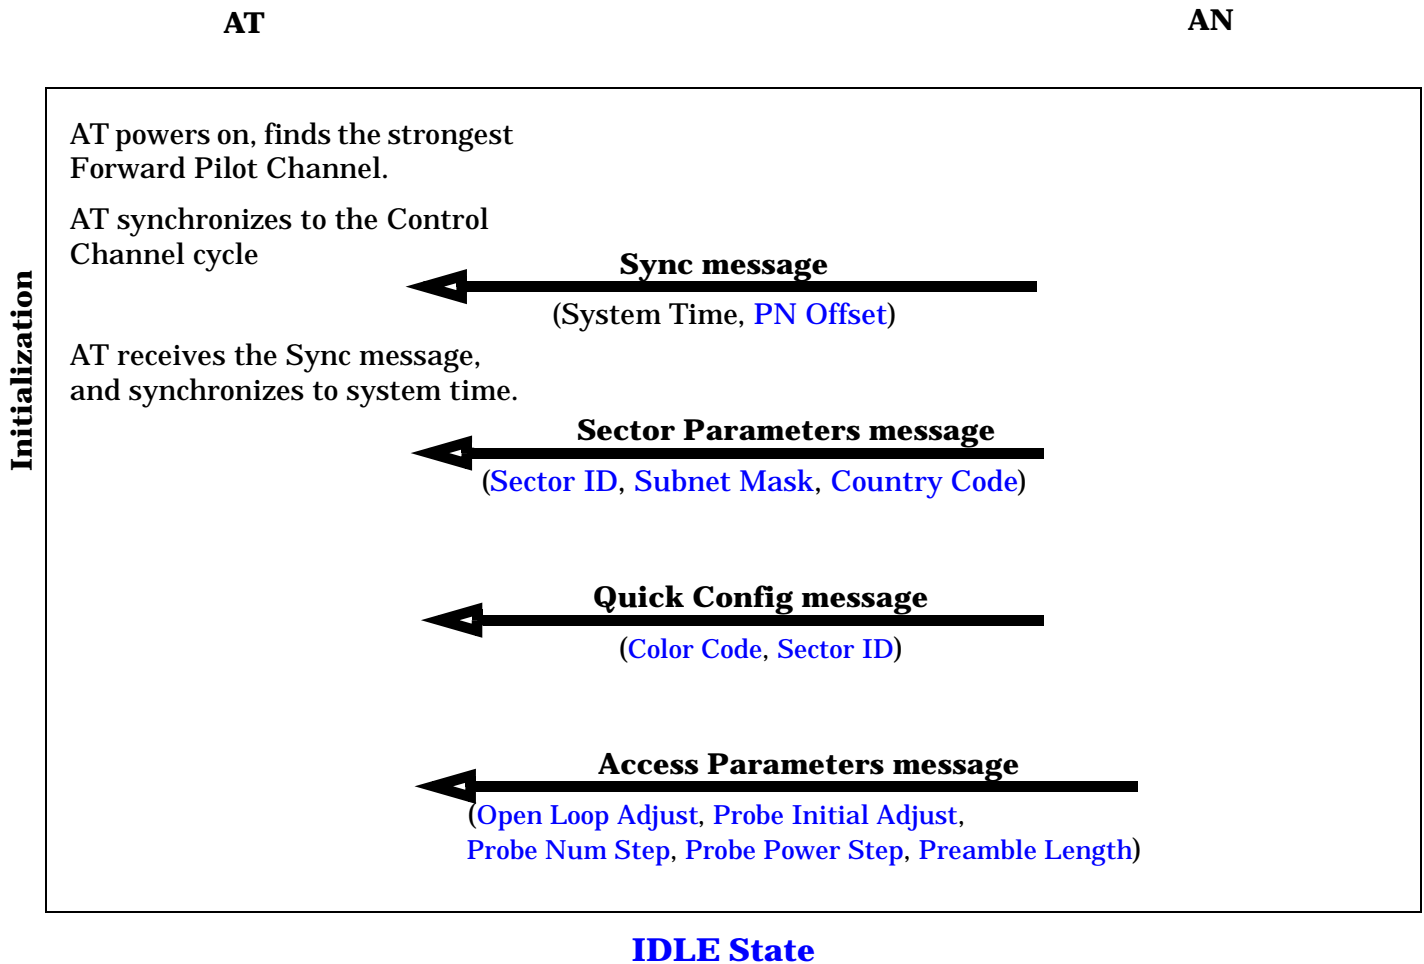 AT
AN
AT powers on, finds the strongest
Forward Pilot Channel.
AT synchronizes to the Control
Channel cycle
Sync message
(System Time, PN Offset)
Initialization
AT receives the Sync message,
and synchronizes to system time.
Sector Parameters message
(Sector ID, Subnet Mask, Country Code)
Quick Config message
(Color Code, Sector ID)
Access Parameters message
(Open Loop Adjust, Probe Initial Adjust,
Probe Num Step, Probe Power Step, Preamble Length)
IDLE State